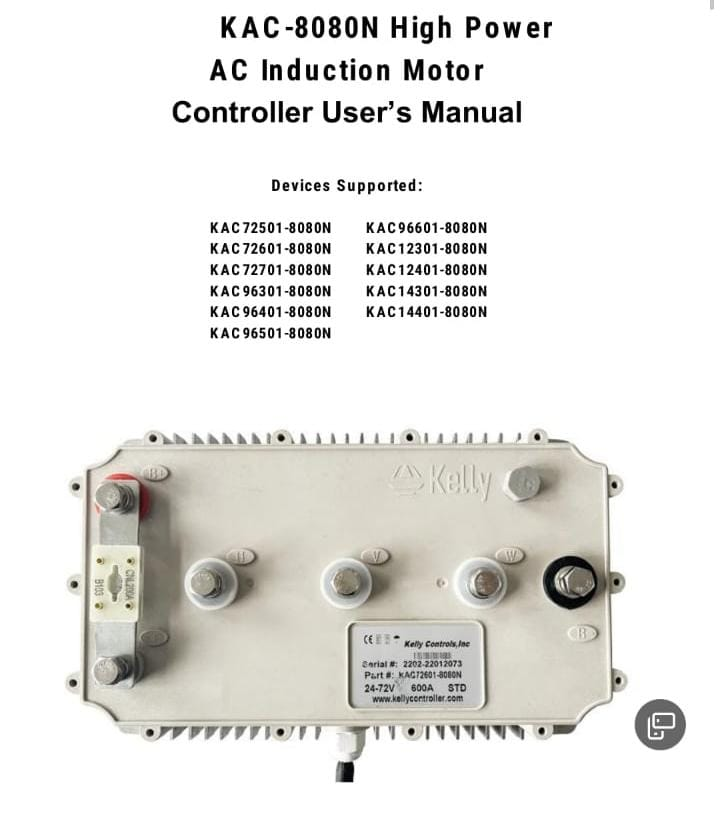 KAC-8080N High Power
AC Induction Motor
Controller User's Manual
Devices Supported:
KAC72501-8080N KAC96601-8080N
KAC72601-8080N KAC12301-8080N
KAC72701-8080N KAC12401-8080N
KAC96301-8080N KAC14301-8080N
KAC96401-8080N KAC14401-8080N
KAC96501-8080N
B+
Kelly
U
V
W
CNL200A
B103
B-
CE
Kelly Controls,Inc
Serial #: 2202-22012073
Part #: KAC72601-8080N
24-72V 600A STD
www.kellycontroller.com